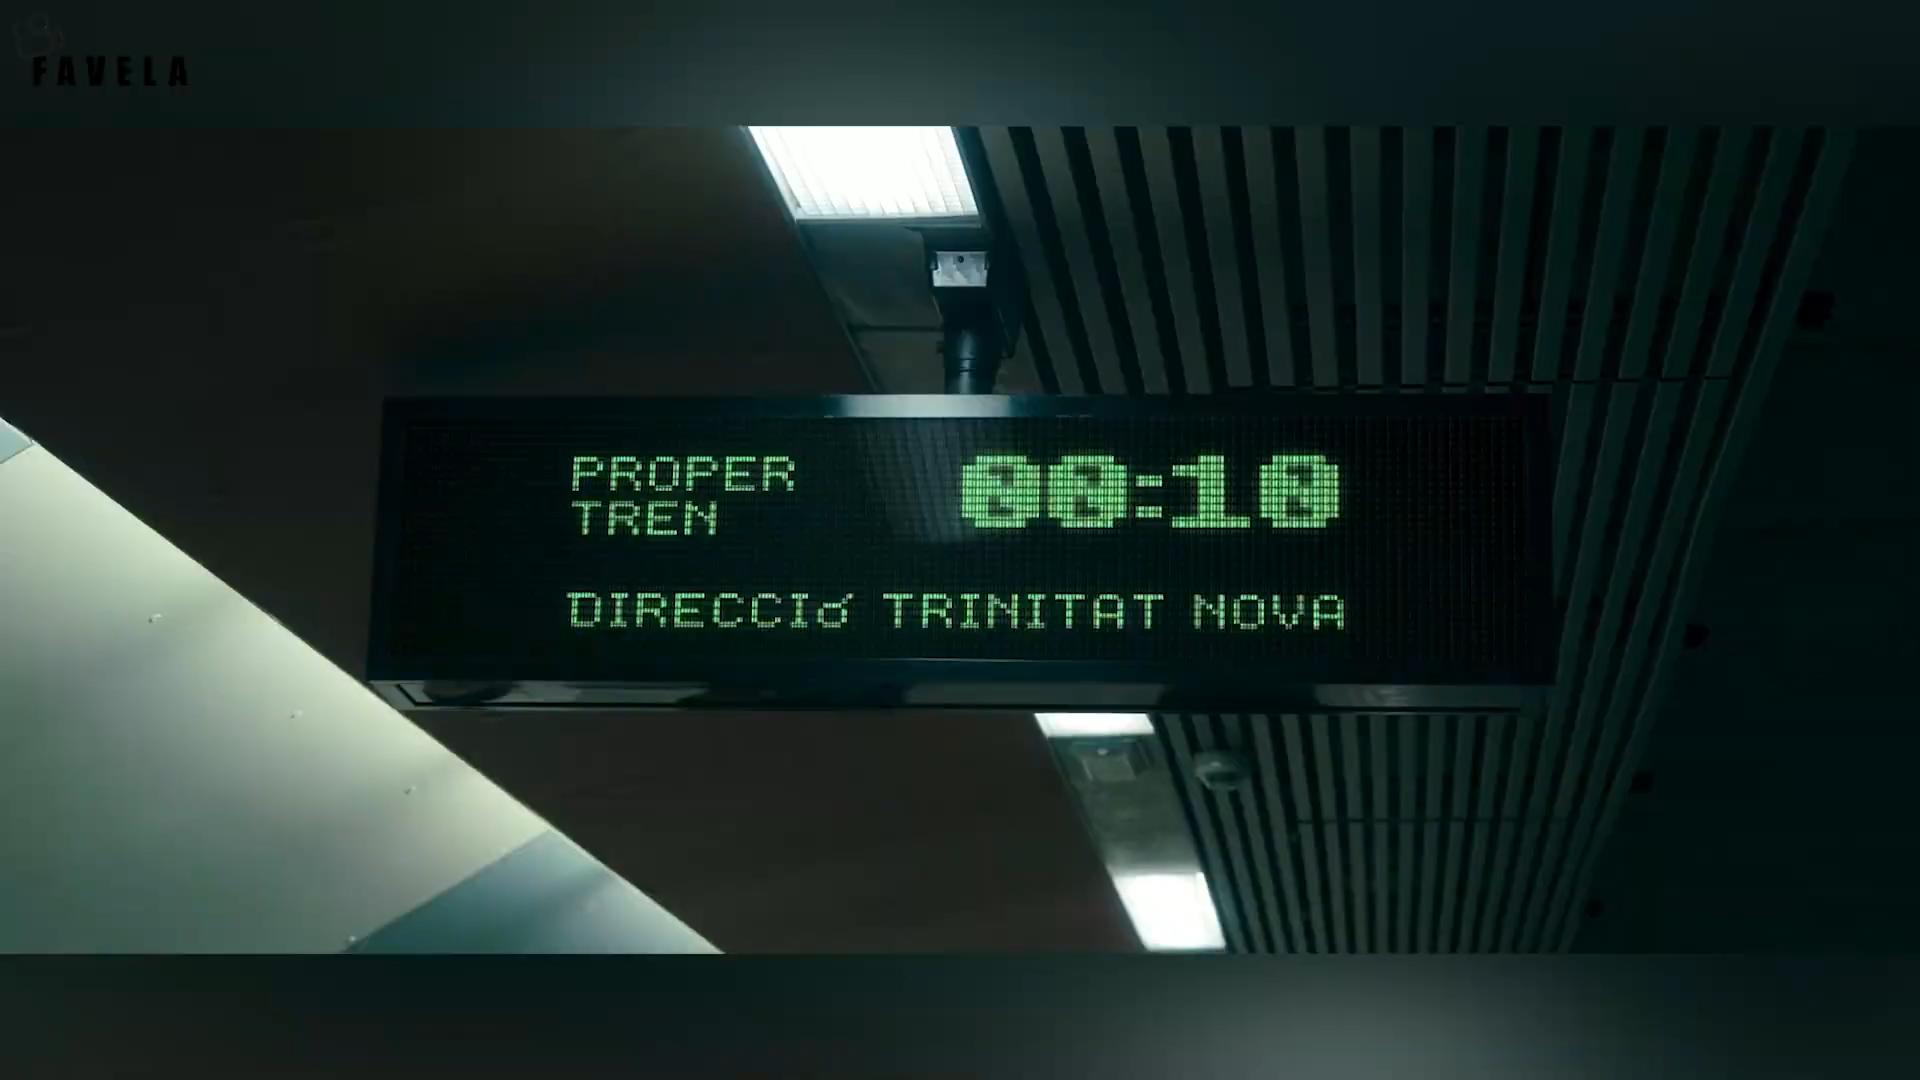 FAVELA
PROPER
TREN
00:10
DIRECCIó TRINITAT NOVA